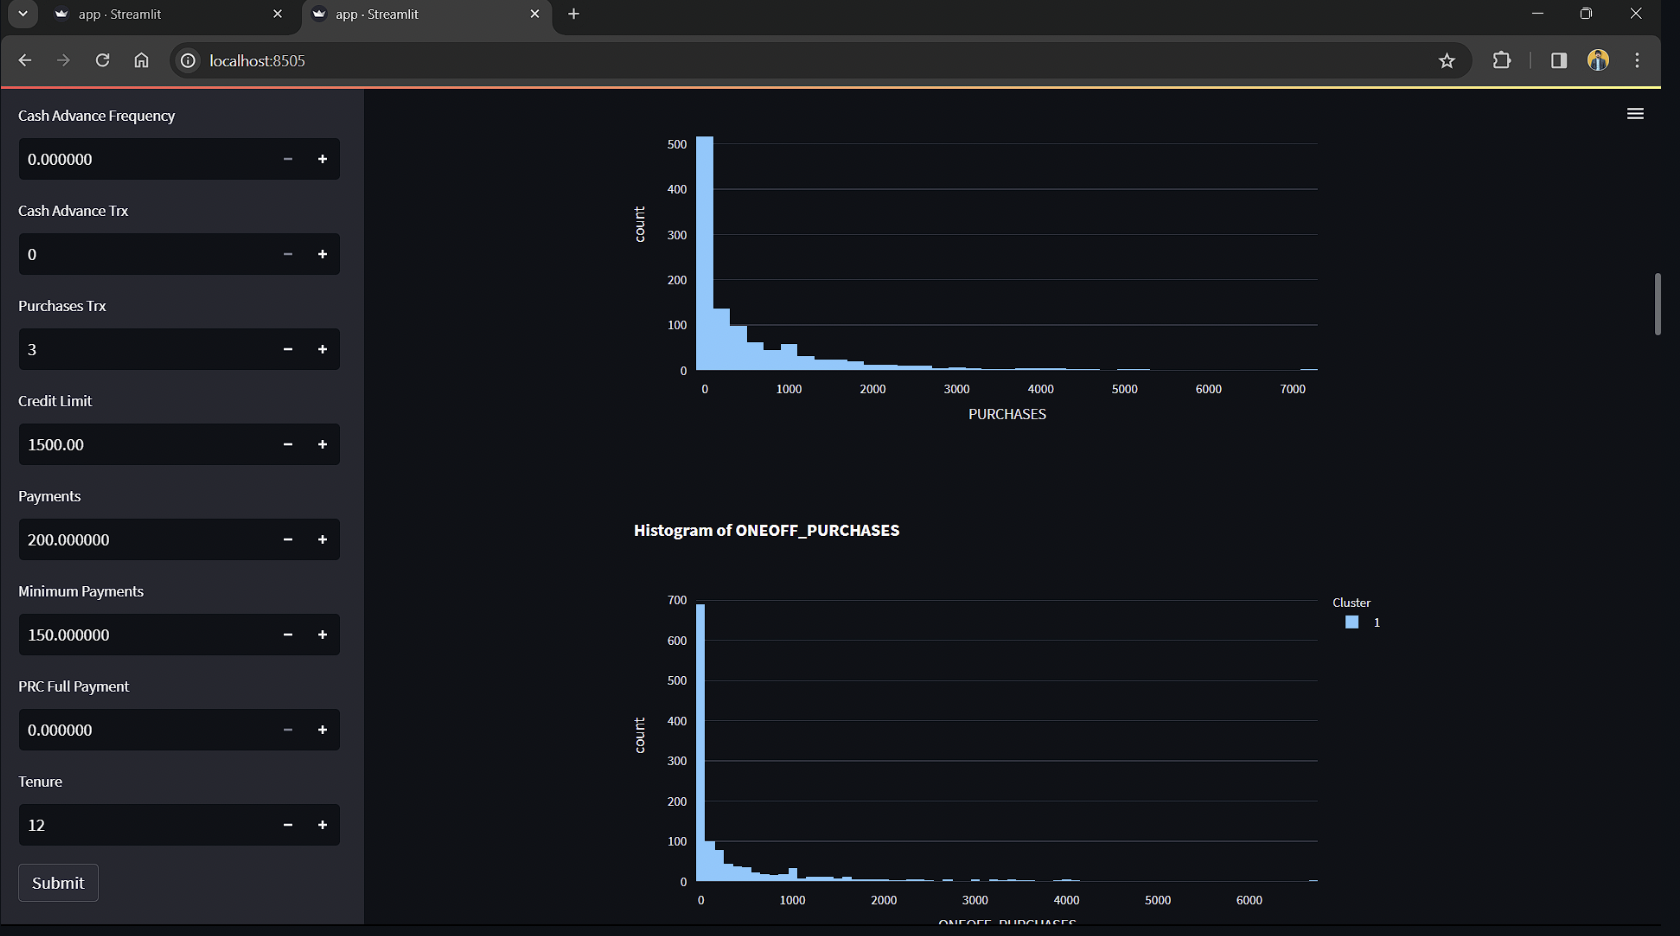 app · Streamlit
app · Streamlit
localhost:8505
Cash Advance Frequency
0.000000
Cash Advance Trx
0
Purchases Trx
3
Credit Limit
1500.00
Payments
200.000000
Minimum Payments
150.000000
PRC Full Payment
0.000000
Tenure
12
Submit
500
400
300
200
100
0
count
0 1000 2000 3000 4000 5000 6000 7000
PURCHASES
Histogram of ONEOFF_PURCHASES
700
600
500
400
300
200
100
0
count
0 1000 2000 3000 4000 5000 6000
ONEOFF_PURCHASES
Cluster
1